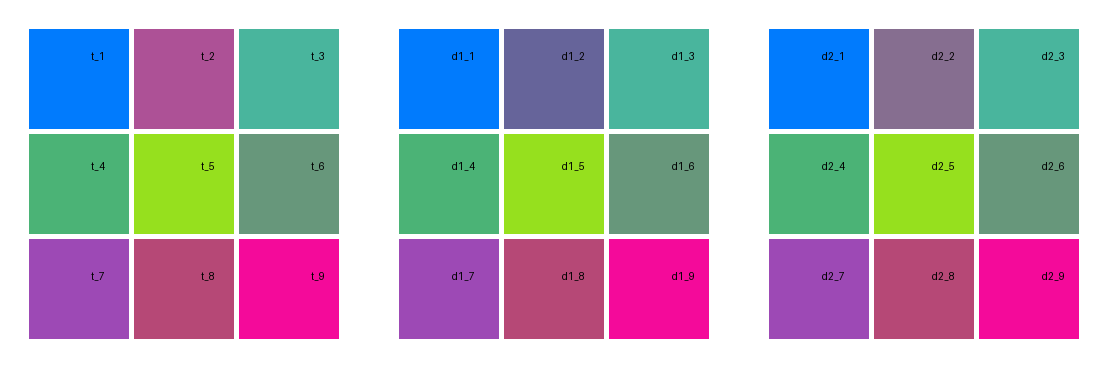 t_1 t_2 t_3 d1_1 d1_2 d1_3 d2_1 d2_2 d2_3
t_4 t_5 t_6 d1_4 d1_5 d1_6 d2_4 d2_5 d2_6
t_7 t_8 t_9 d1_7 d1_8 d1_9 d2_7 d2_8 d2_9